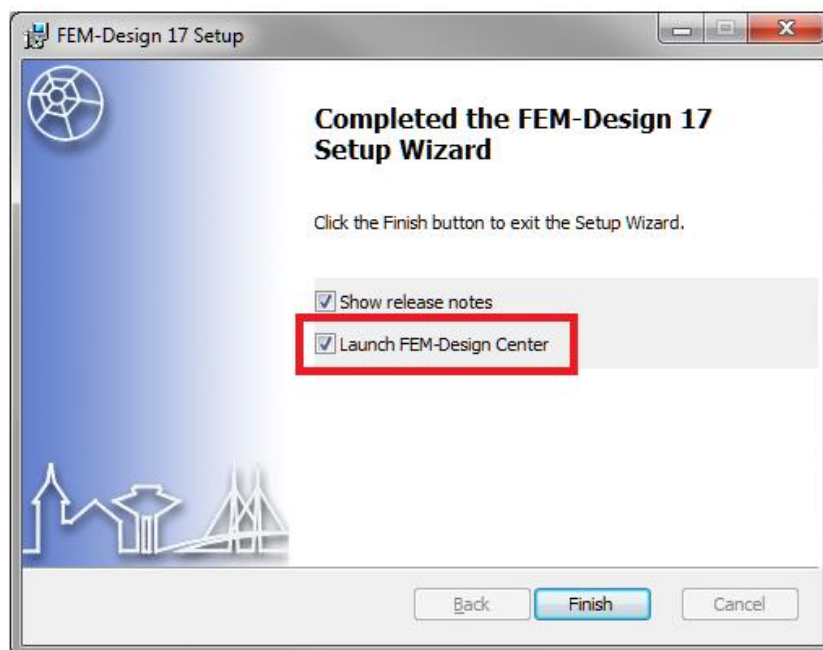 FEM-Design 17 Setup
Completed the FEM-Design 17
Setup Wizard
Click the Finish button to exit the Setup Wizard.
Show release notes
Launch FEM-Design Center
Back
Finish
Cancel